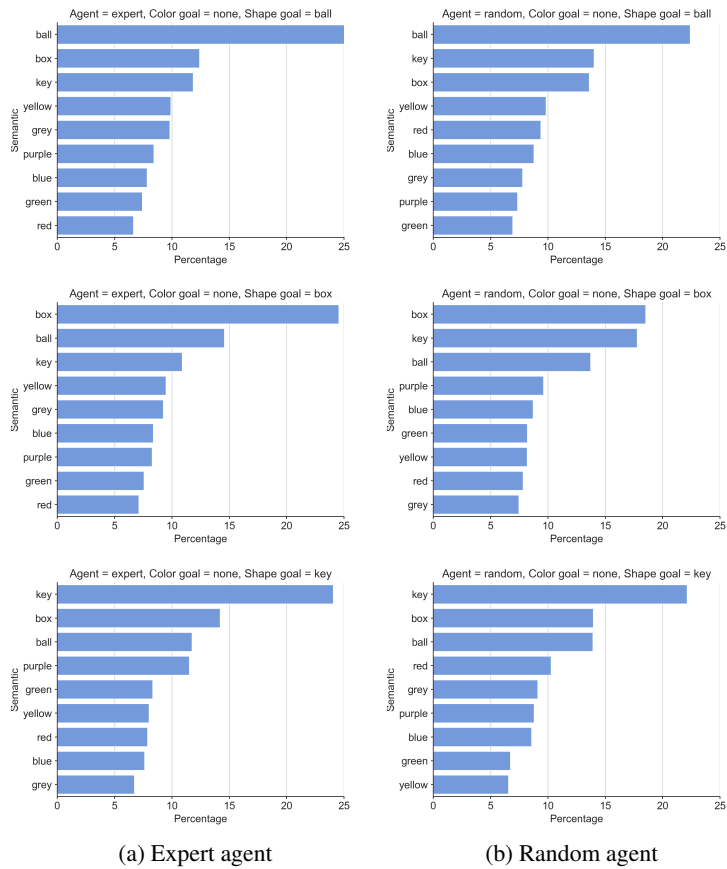 Agent = expert, Color goal = none, Shape goal = ball
Semantic
ball
box
key
yellow
grey
purple
blue
green
red
0 5 10 15 20 25
Percentage
Agent = random, Color goal = none, Shape goal = ball
Semantic
ball
key
box
yellow
red
blue
grey
purple
green
0 5 10 15 20 25
Percentage
Agent = expert, Color goal = none, Shape goal = box
Semantic
box
ball
key
yellow
grey
blue
purple
green
red
0 5 10 15 20 25
Percentage
Agent = random, Color goal = none, Shape goal = box
Semantic
box
key
ball
purple
blue
green
yellow
red
grey
0 5 10 15 20 25
Percentage
Agent = expert, Color goal = none, Shape goal = key
Semantic
key
box
ball
purple
green
yellow
red
blue
grey
0 5 10 15 20 25
Percentage
Agent = random, Color goal = none, Shape goal = key
Semantic
key
box
ball
red
grey
purple
blue
green
yellow
0 5 10 15 20 25
Percentage
(a) Expert agent
(b) Random agent